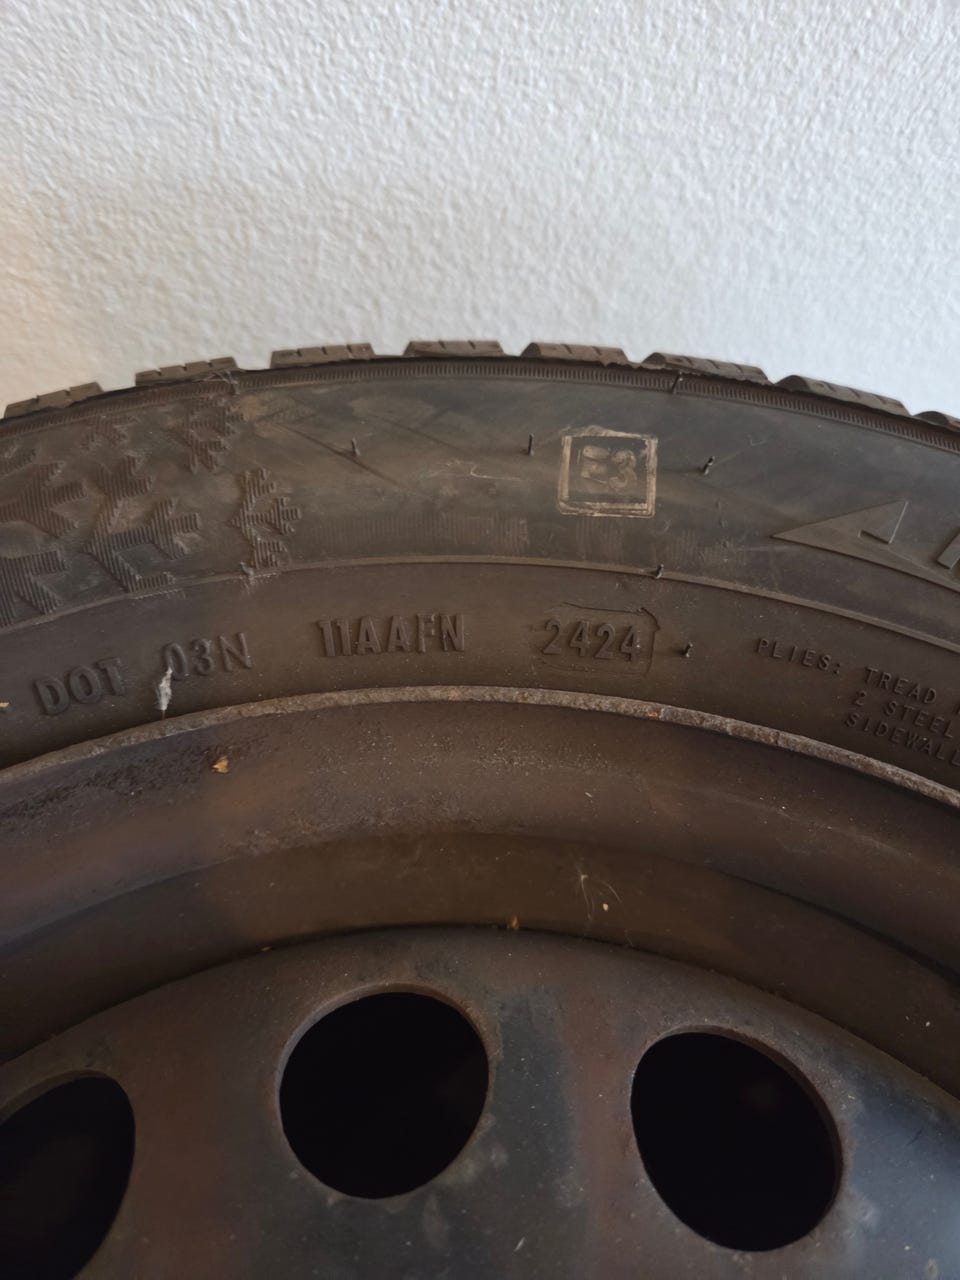 E3
DOT 03N 11AAFN 2424
PLIES: TREAD
2 STEEL
SIDEWALL